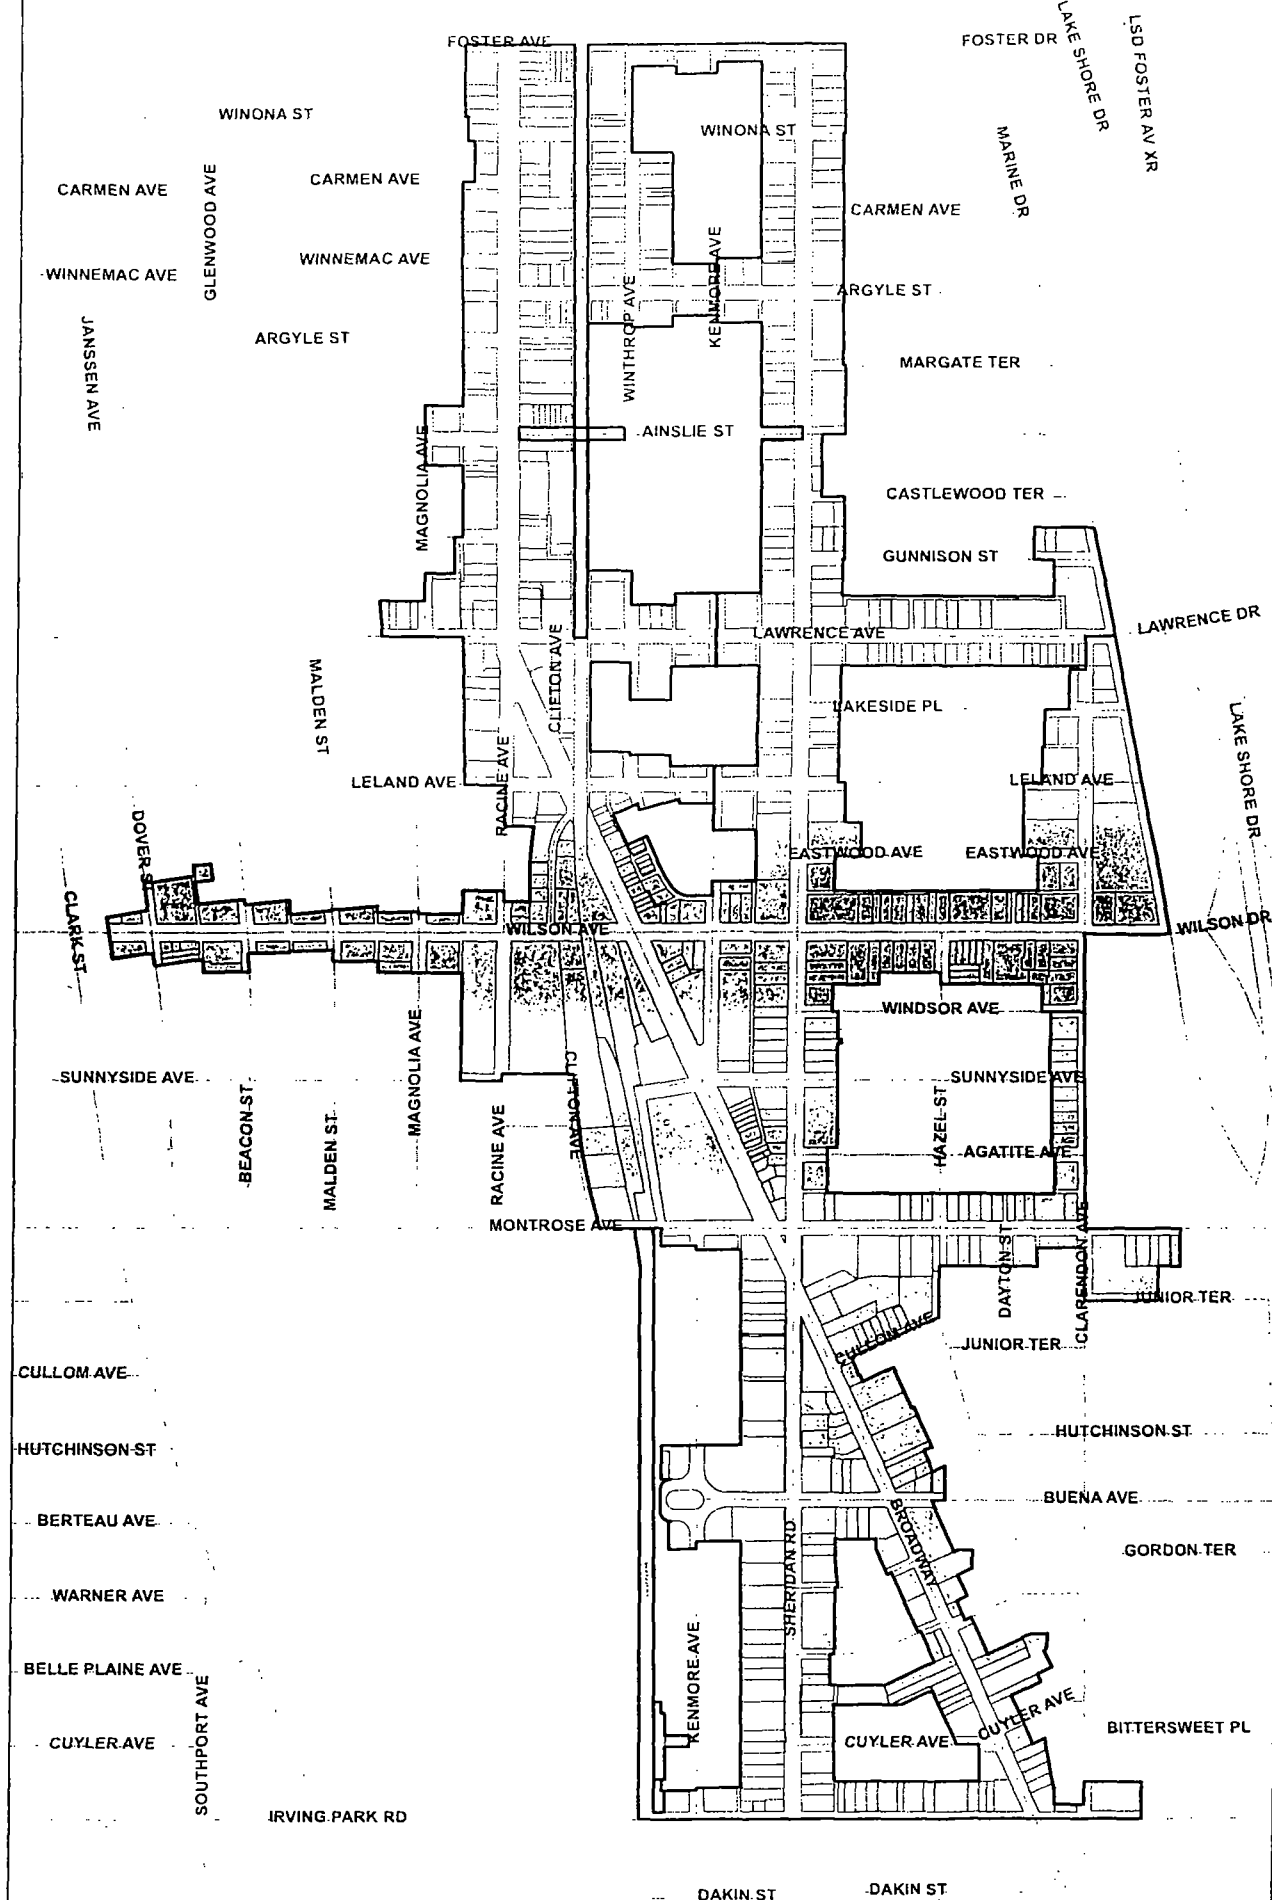 LAKE SHORE DR
LSD FOSTER AV XR
FOSTER AVE
FOSTER DR
WINONA ST
WINONA ST
MARINE DR
CARMEN AVE
CARMEN AVE
GLENWOOD AVE
CARMEN AVE
WINNEMAC AVE
WINNEMAC AVE
KENMORE AVE
ARGYLE ST
WINTHROP AVE
ARGYLE ST
JANSSEN AVE
MARGATE TER
AINSLIE ST
MAGNOLIA AVE
CASTLEWOOD TER
GUNNISON ST
LAWRENCE DR
LAWRENCE AVE
CLIFTON AVE
MALDEN ST
LAKESIDE PL
LAKE SHORE DR
RACINE AVE
LELAND AVE
LELAND AVE
DOVER ST
EASTWOOD AVE
EASTWOOD AVE
CLARK ST
WILSON AVE
WILSON DR
WINDSOR AVE
MAGNOLIA AVE
SUNNYSIDE AVE
SUNNYSIDE AVE
CLIFTON AVE
BEACON ST
MALDEN ST
RACINE AVE
HAZEL ST
AGATITE AVE
MONTROSE AVE
DAYTON ST
CLARENDON AVE
JUNIOR TER
CULLOM AVE
JUNIOR TER
CULLOM AVE
HUTCHINSON ST
HUTCHINSON ST
BUENA AVE
BERTEAU AVE
BROADWAY
SHERIDAN RD
GORDON TER
WARNER AVE
BELLE PLAINE AVE
KENMORE AVE
SOUTHPORT AVE
CUYLER AVE
CUYLER AVE
CUYLER AVE
BITTERSWEET PL
IRVING PARK RD
DAKIN ST
DAKIN ST